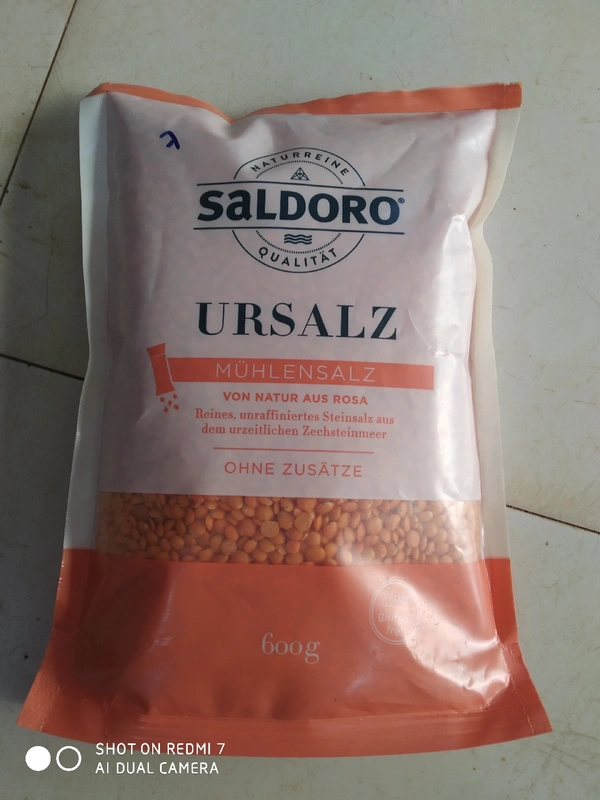 NATURREINE
SaLDORO®
QUALITÄT
URSALZ
MÜHLENSALZ
VON NATUR AUS ROSA
Reines, unraffiniertes Steinsalz aus
dem urzeitlichen Zechsteinmeer
OHNE ZUSÄTZE
600g
SHOT ON REDMI 7
AI DUAL CAMERA